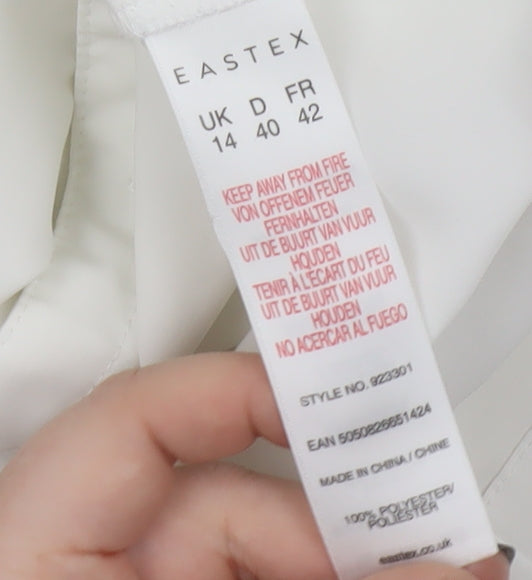 EASTEX
UK D FR
14 40 42
KEEP AWAY FROM FIRE
VON OFFENEM FEUER
FERNHALTEN
UIT DE BUURT VAN VUUR
HOUDEN
TENIR À L'ÉCART DU FEU
UIT DE BUURT VAN VUUR
HOUDEN
NO ACERCAR AL FUEGO
STYLE NO. 923301
EAN 5050826651424
MADE IN CHINA / CHINE
100% POLYESTER/
POLIESTER
eastex.co.uk